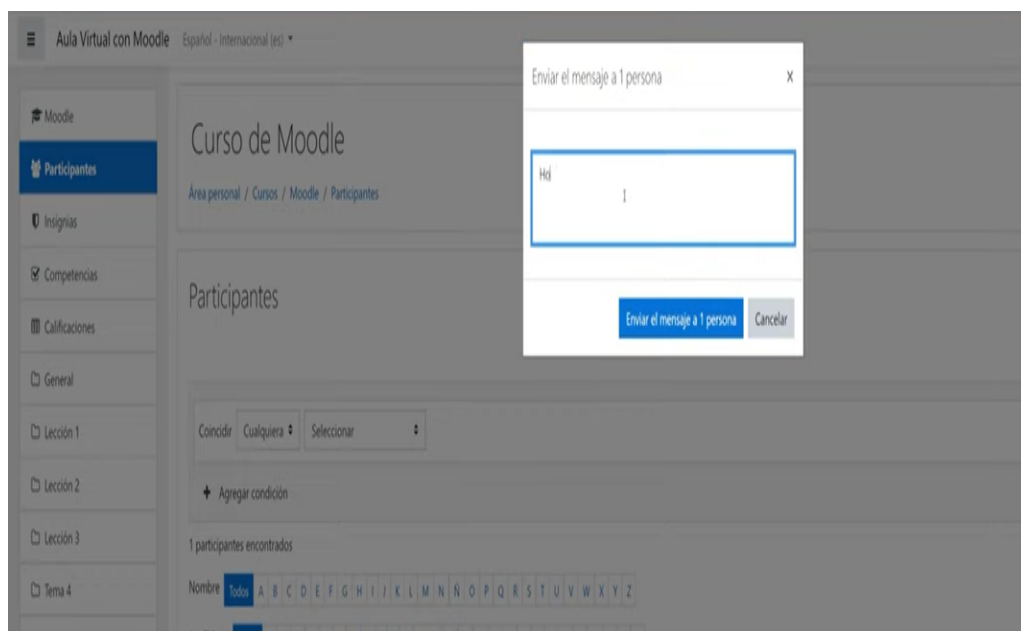 Aula Virtual con Moodle Español - Internacional (es)
Enviar el mensaje a 1 persona X
Moodle
Participantes
Insignias
Competencias
Calificaciones
General
Lección 1
Lección 2
Lección 3
Tema 4
Curso de Moodle
Área personal / Cursos / Moodle / Participantes
Participantes
Coincidir Cualquiera Seleccionar
+ Agregar condición
1 participantes encontrados
Nombre Todos A B C D E F G H I J K L M N Ñ O P Q R S T U V W X Y Z
Enviar el mensaje a 1 persona Cancelar